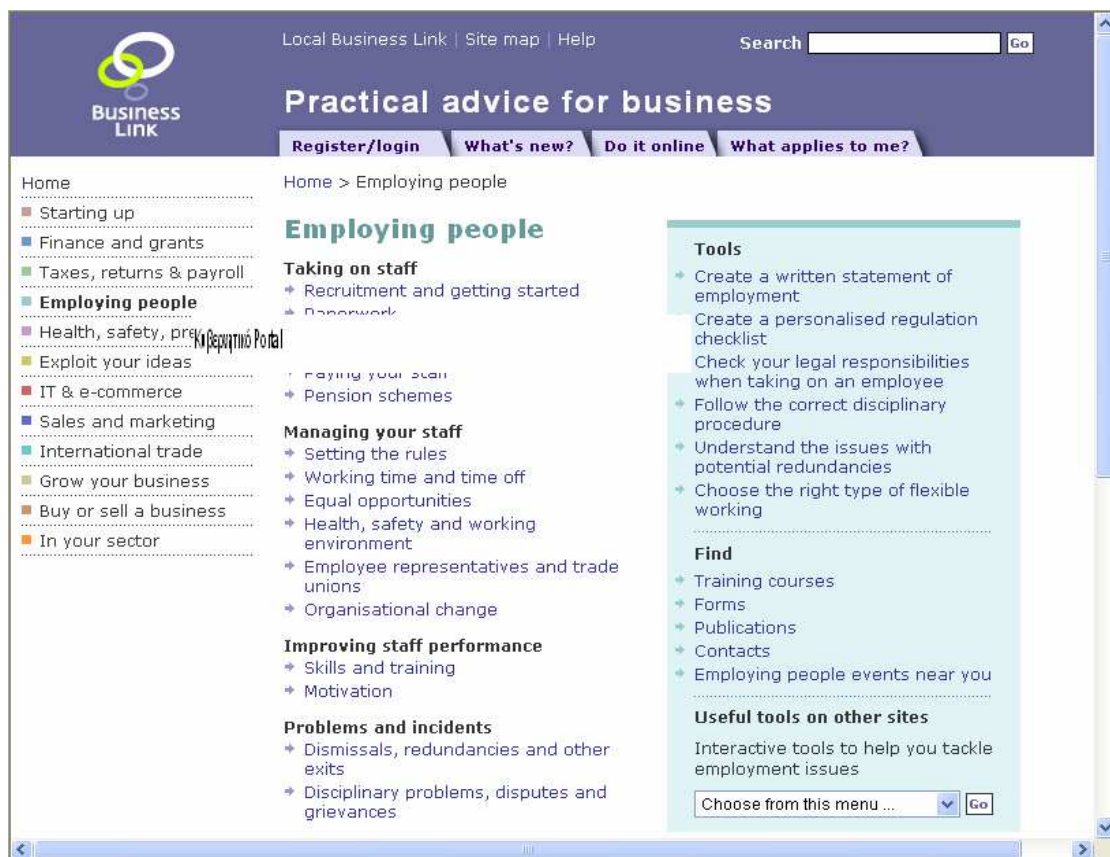 Local Business Link | Site map | Help
Search
Go
Business
Link
Practical advice for business
Register/login
What's new?
Do it online
What applies to me?
Home
Starting up
Finance and grants
Taxes, returns & payroll
Employing people
Health, safety, pre
Κυβερνητικό Portal
Exploit your ideas
IT & e-commerce
Sales and marketing
International trade
Grow your business
Buy or sell a business
In your sector
Home > Employing people
Employing people
Taking on staff
Recruitment and getting started
Paperwork
Paying your staff
Pension schemes
Managing your staff
Setting the rules
Working time and time off
Equal opportunities
Health, safety and working
environment
Employee representatives and trade
unions
Organisational change
Improving staff performance
Skills and training
Motivation
Problems and incidents
Dismissals, redundancies and other
exits
Disciplinary problems, disputes and
grievances
Tools
Create a written statement of
employment
Create a personalised regulation
checklist
Check your legal responsibilities
when taking on an employee
Follow the correct disciplinary
procedure
Understand the issues with
potential redundancies
Choose the right type of flexible
working
Find
Training courses
Forms
Publications
Contacts
Employing people events near you
Useful tools on other sites
Interactive tools to help you tackle
employment issues
Choose from this menu ...
Go